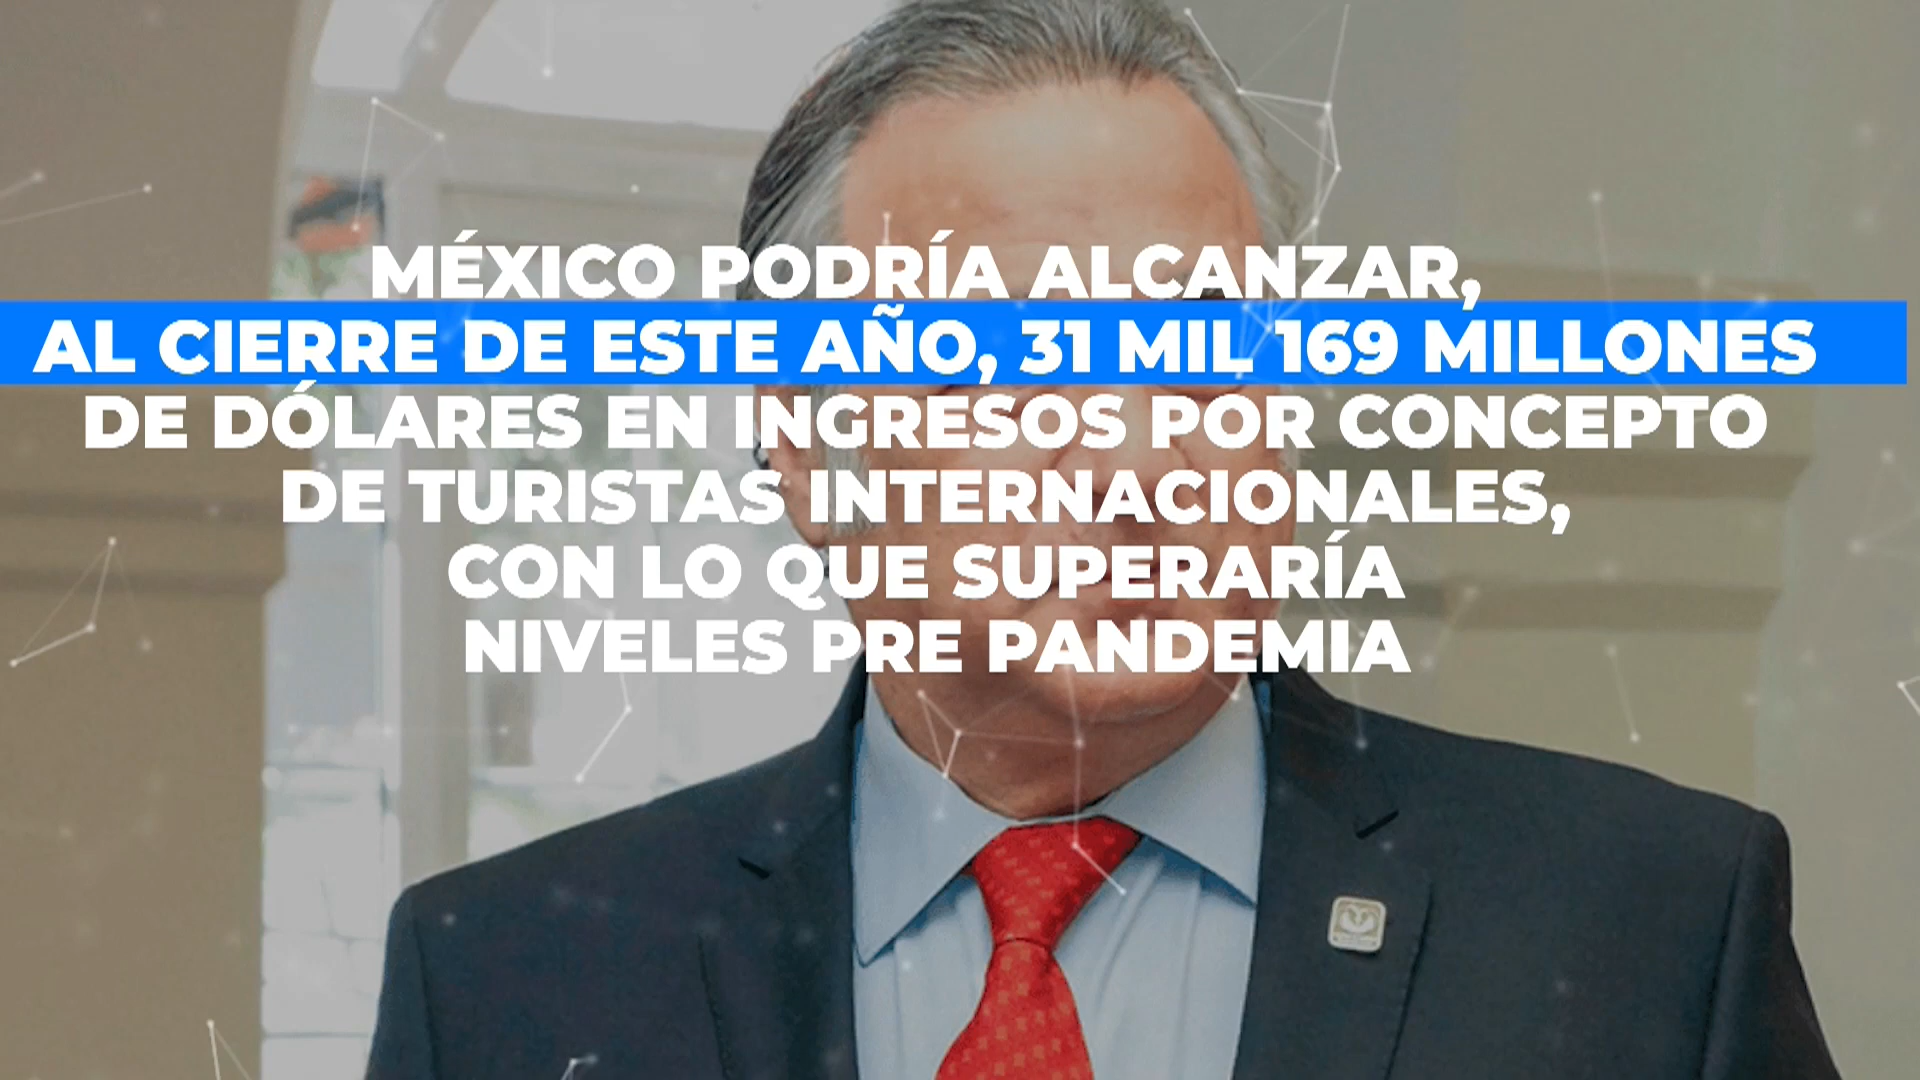 MÉXICO PODRÍA ALCANZAR,
AL CIERRE DE ESTE AÑO, 31 MIL 169 MILLONES
DE DÓLARES EN INGRESOS POR CONCEPTO
DE TURISTAS INTERNACIONALES,
CON LO QUE SUPERARÍA
NIVELES PRE PANDEMIA